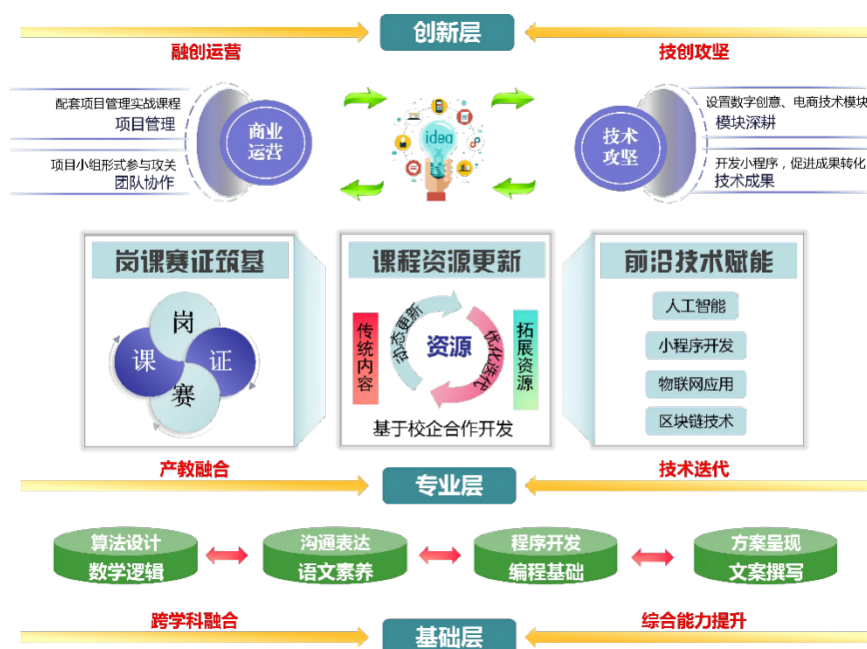 创新层
融创运营
技创攻坚
配套项目管理实战课程
项目管理
项目小组形式参与攻关
团队协作
商业
运营
idea
技术
攻坚
设置数字创意、电商技术模块
模块深耕
开发小程序，促进成果转化
技术成果
岗课赛证筑基
岗
课
证
赛
课程资源更新
传统内容
动态更新
资源
优化迭代
拓展资源
基于校企合作开发
前沿技术赋能
人工智能
小程序开发
物联网应用
区块链技术
产教融合
专业层
技术迭代
算法设计
数学逻辑
沟通表达
语文素养
程序开发
编程基础
方案呈现
文案撰写
跨学科融合
基础层
综合能力提升